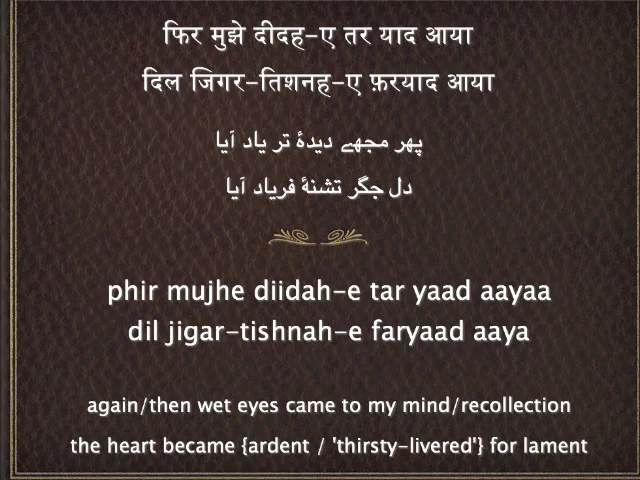 फिर मुझे दीदह-ए तर याद आया
दिल जिगर-तिशनह-ए फ़रयाद आया
پھر مجھے دیدۂ تر یاد آیا
دل جگر تشنۂ فریاد آیا
phir mujhe diidah-e tar yaad aayaa
dil jigar-tishnah-e faryaad aaya
again/then wet eyes came to my mind/recollection
the heart became {ardent / 'thirsty-livered'} for lament